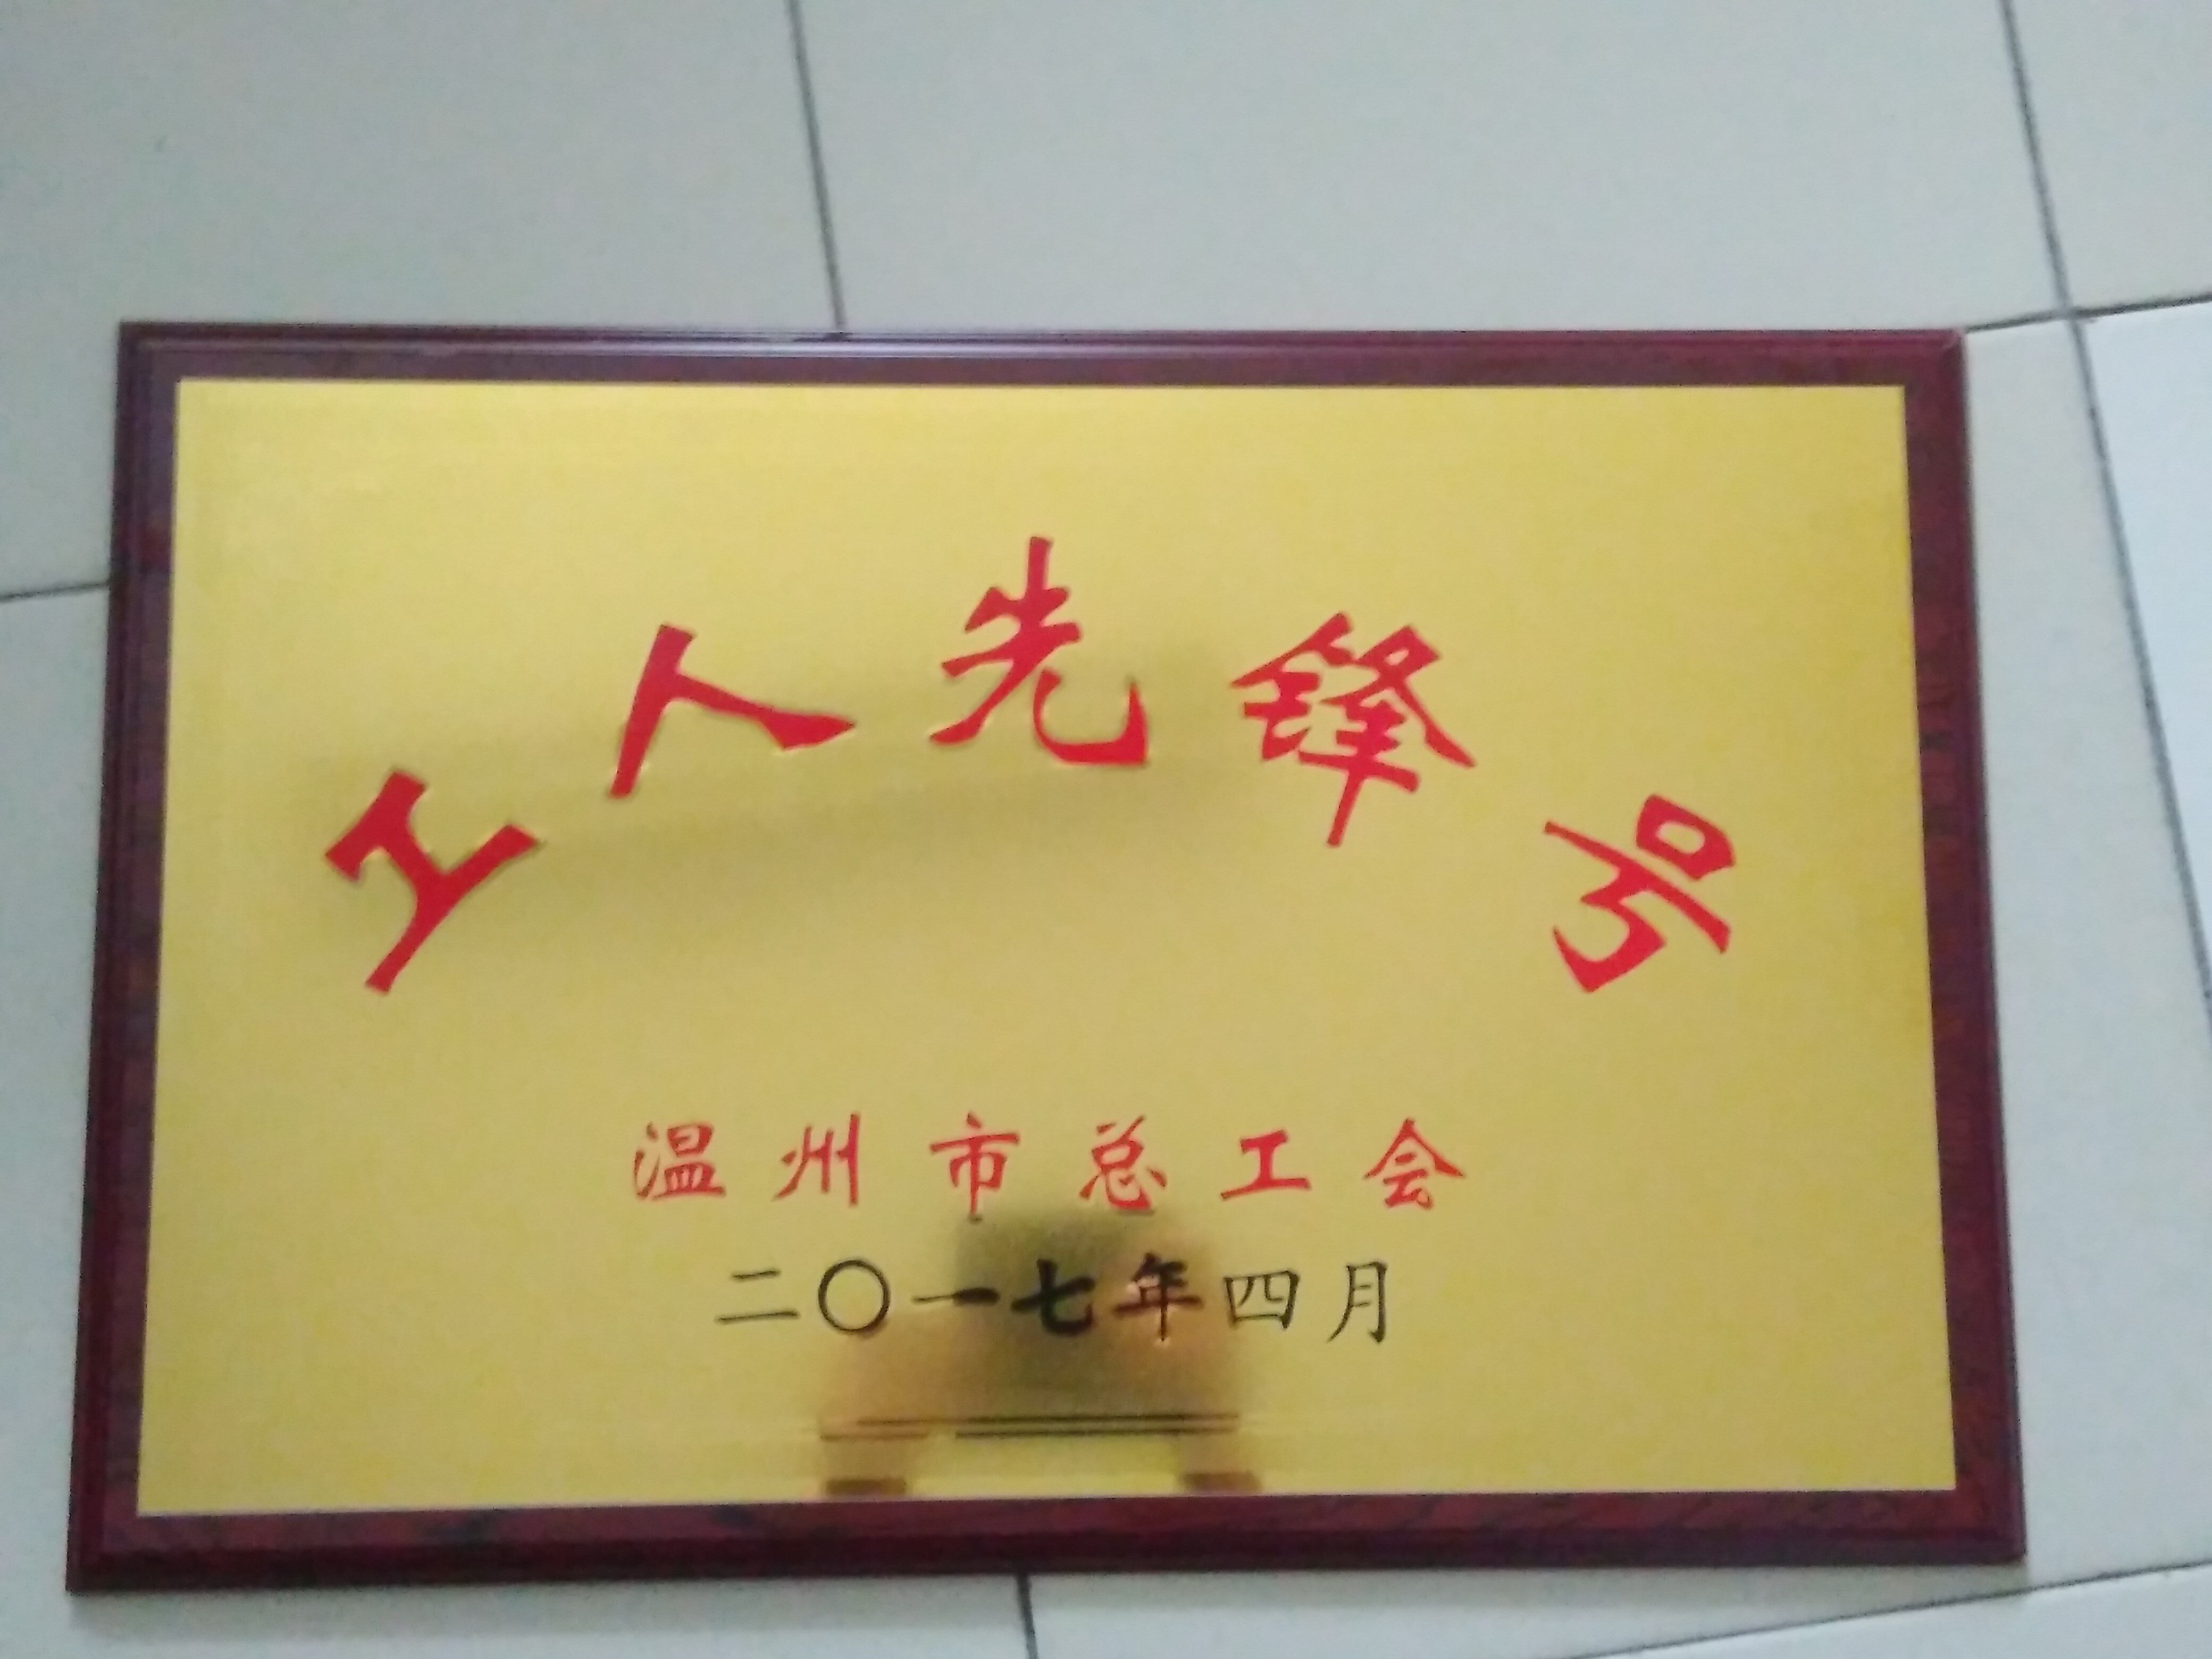 工人先锋号
温州市总工会
二〇一七年四月